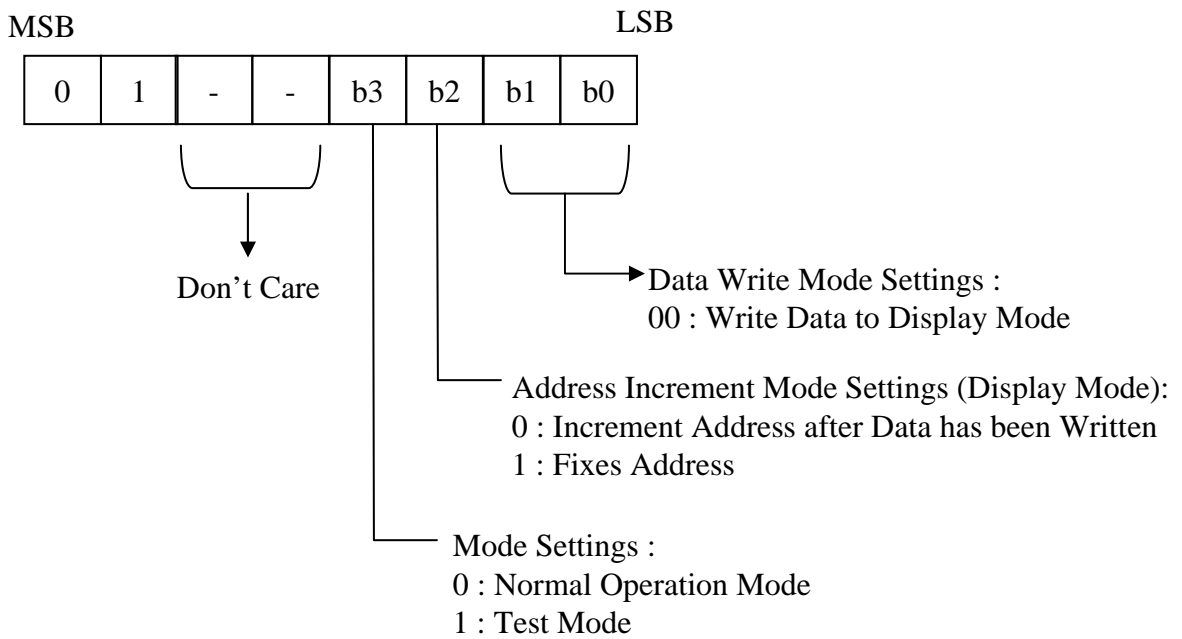 MSB LSB
0 1 - - b3 b2 b1 b0
Don’t Care
Data Write Mode Settings :
00 : Write Data to Display Mode
Address Increment Mode Settings (Display Mode):
0 : Increment Address after Data has been Written
1 : Fixes Address
Mode Settings :
0 : Normal Operation Mode
1 : Test Mode